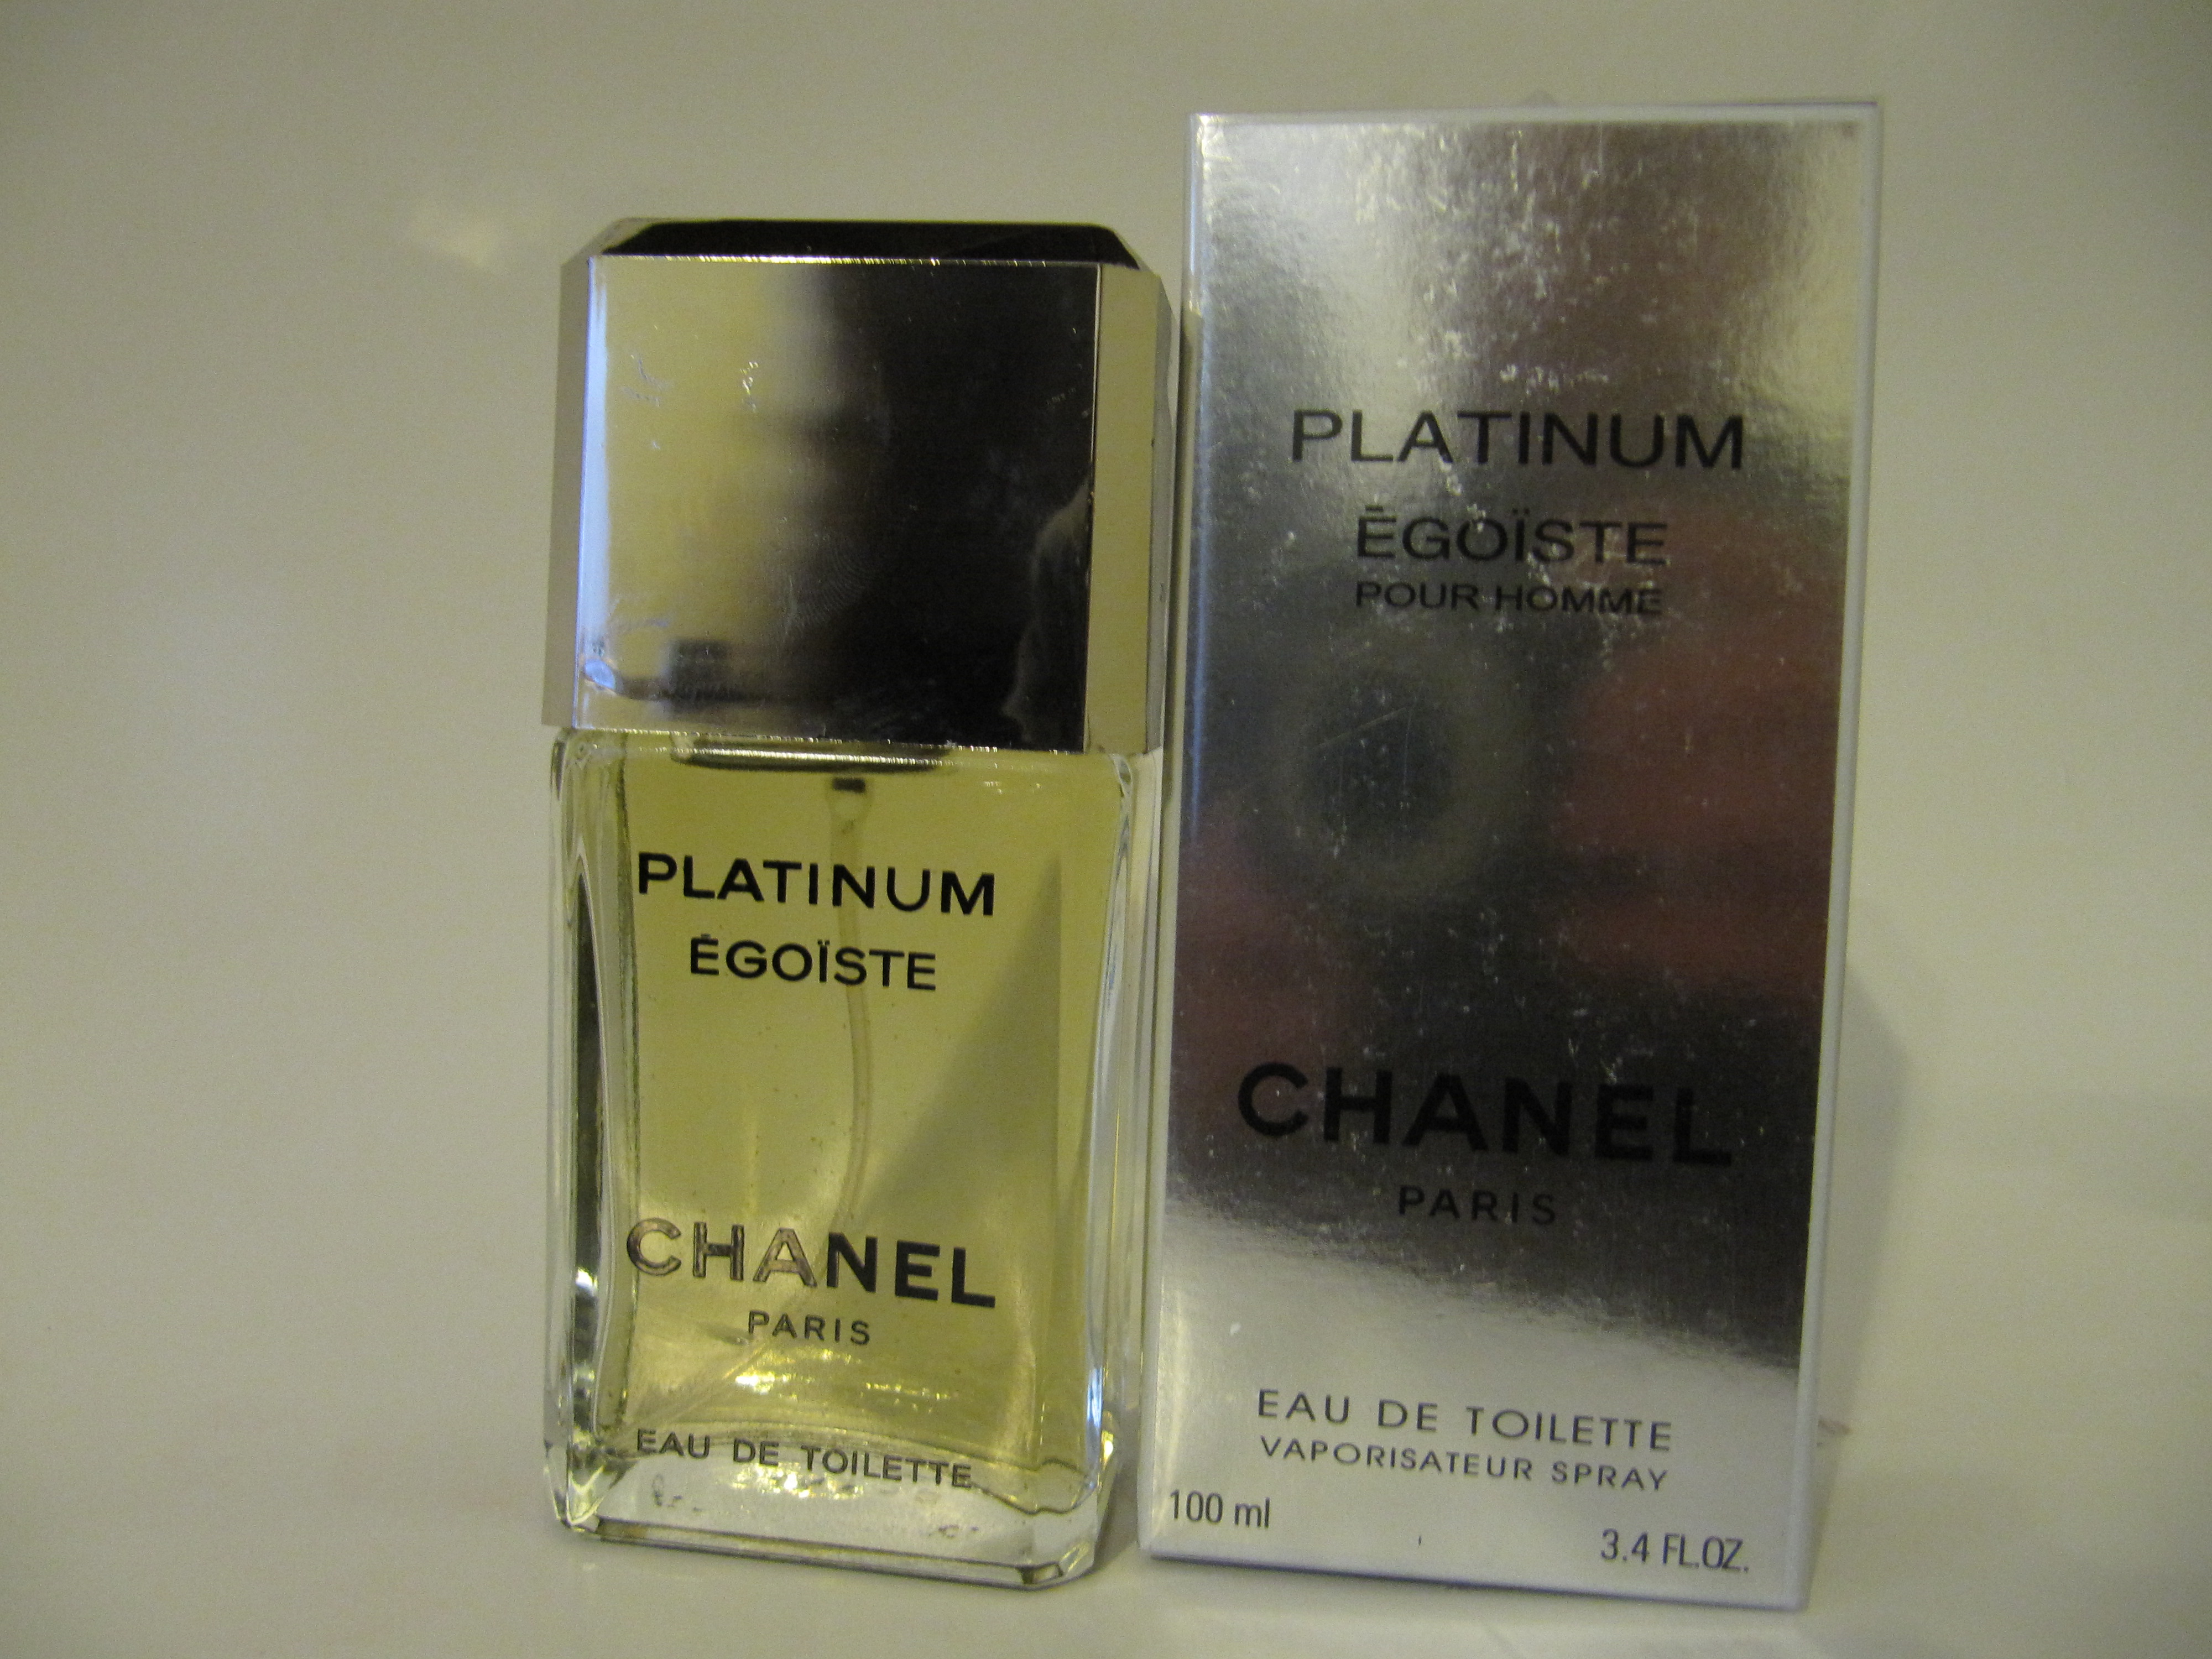 PLATINUM
ÉGOÏSTE
CHANEL
PARIS
EAU DE TOILETTE
PLATINUM
ÉGOÏSTE
POUR HOMME
CHANEL
PARIS
EAU DE TOILETTE
VAPORISATEUR SPRAY
100 ml
3.4 FL.OZ.